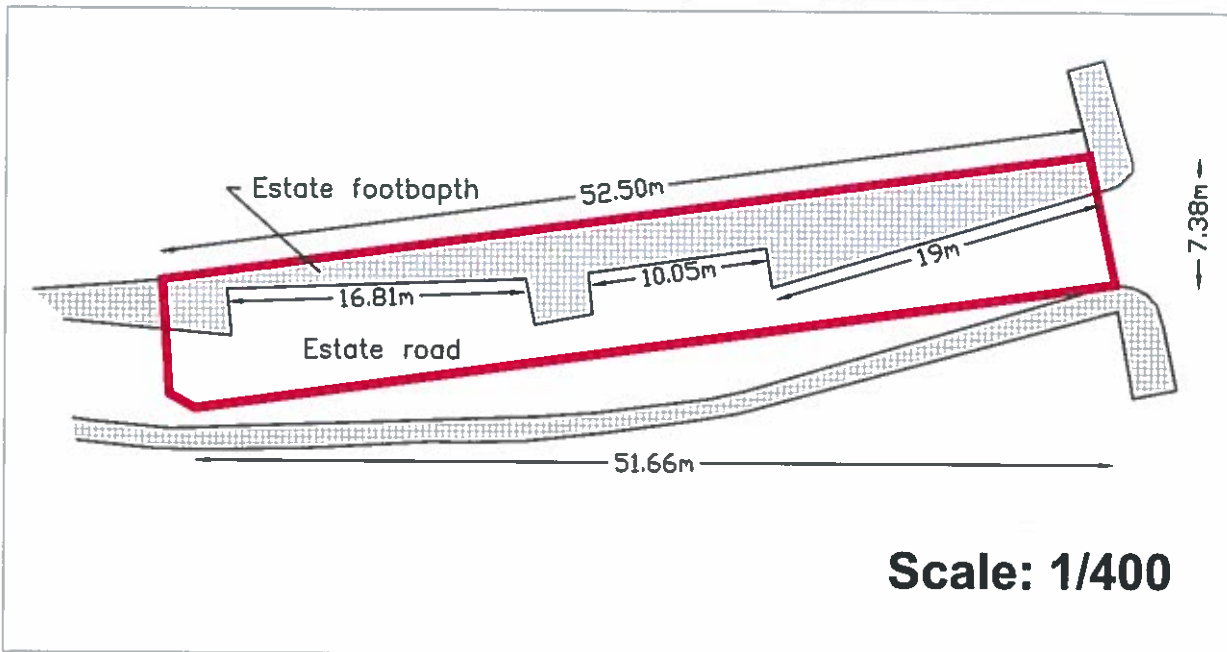 Estate footbapth
52.50m
7.38m
10.05m
19m
16.81m
Estate road
51.66m
Scale: 1/400